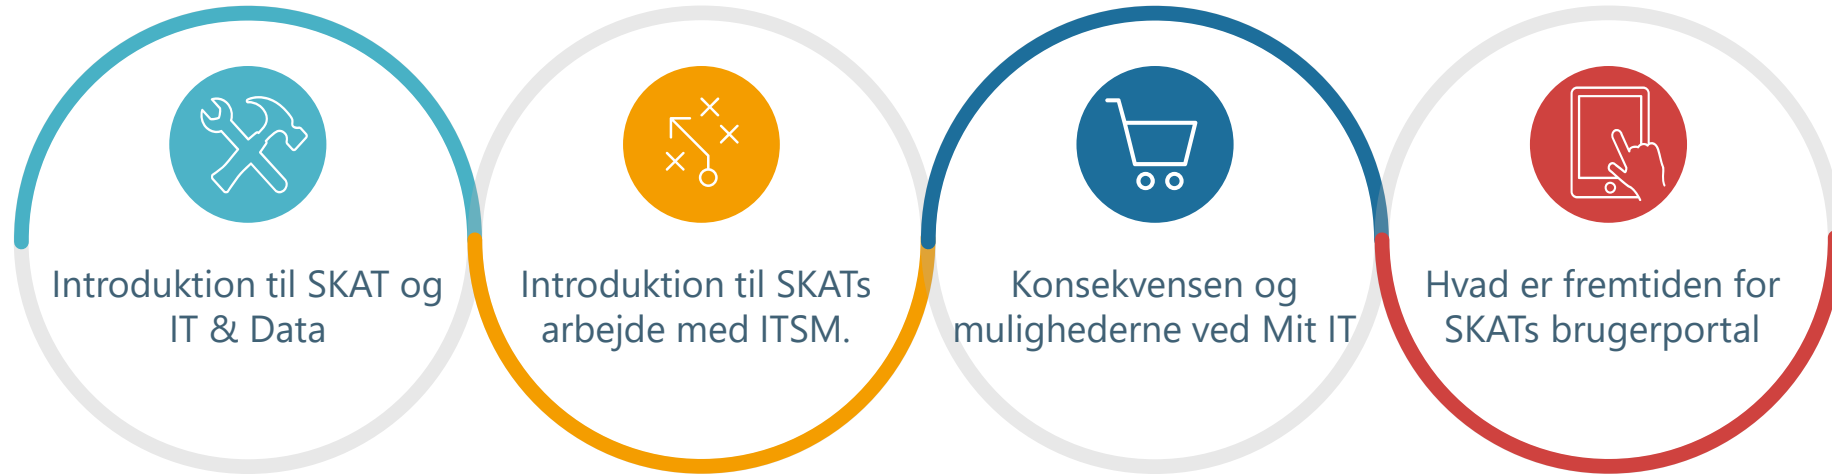 Introduktion til SKAT og
IT & Data
Introduktion til SKATs
arbejde med ITSM.
Konsekvensen og
mulighederne ved Mit IT
Hvad er fremtiden for
SKATs brugerportal